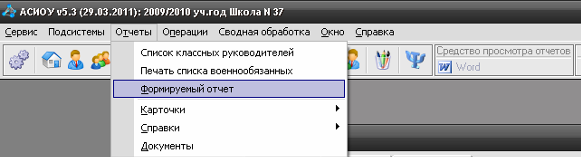 АСИОУ v5.3 (29.03.2011): 2009/2010 уч.год Школа N 37
Сервис Подсистемы Отчеты Операции Сводная обработка Окно Справка
Список классных руководителей
Средство просмотра отчетов
Печать списка военнообязанных
Word
Формируемый отчет
Карточки
Справки
Документы